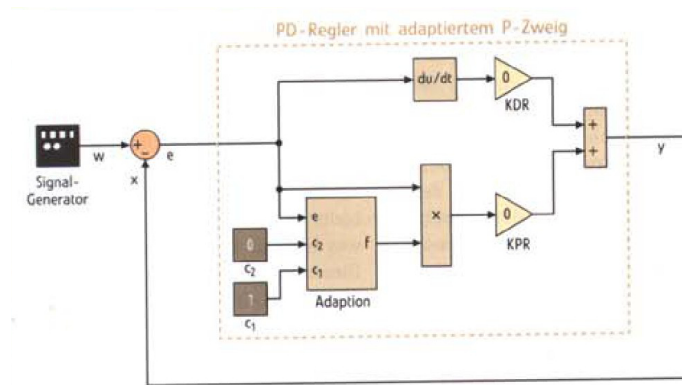 PD-Regler mit adaptiertem P-Zweig
du/dt
0
KDR
+
+
y
+
-
w
e
x
Signal-
Generator
e
c2
c1
f
Adaption
×
0
KPR
0
c2
1
c1